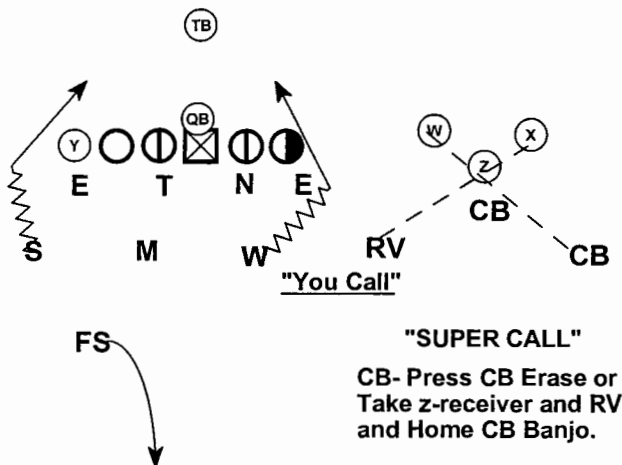 TB
QB
Y
W
X
Z
E T N E
CB
S M W
RV
CB
"You Call"
FS
"SUPER CALL"
CB- Press CB Erase or
Take z-receiver and RV
and Home CB Banjo.